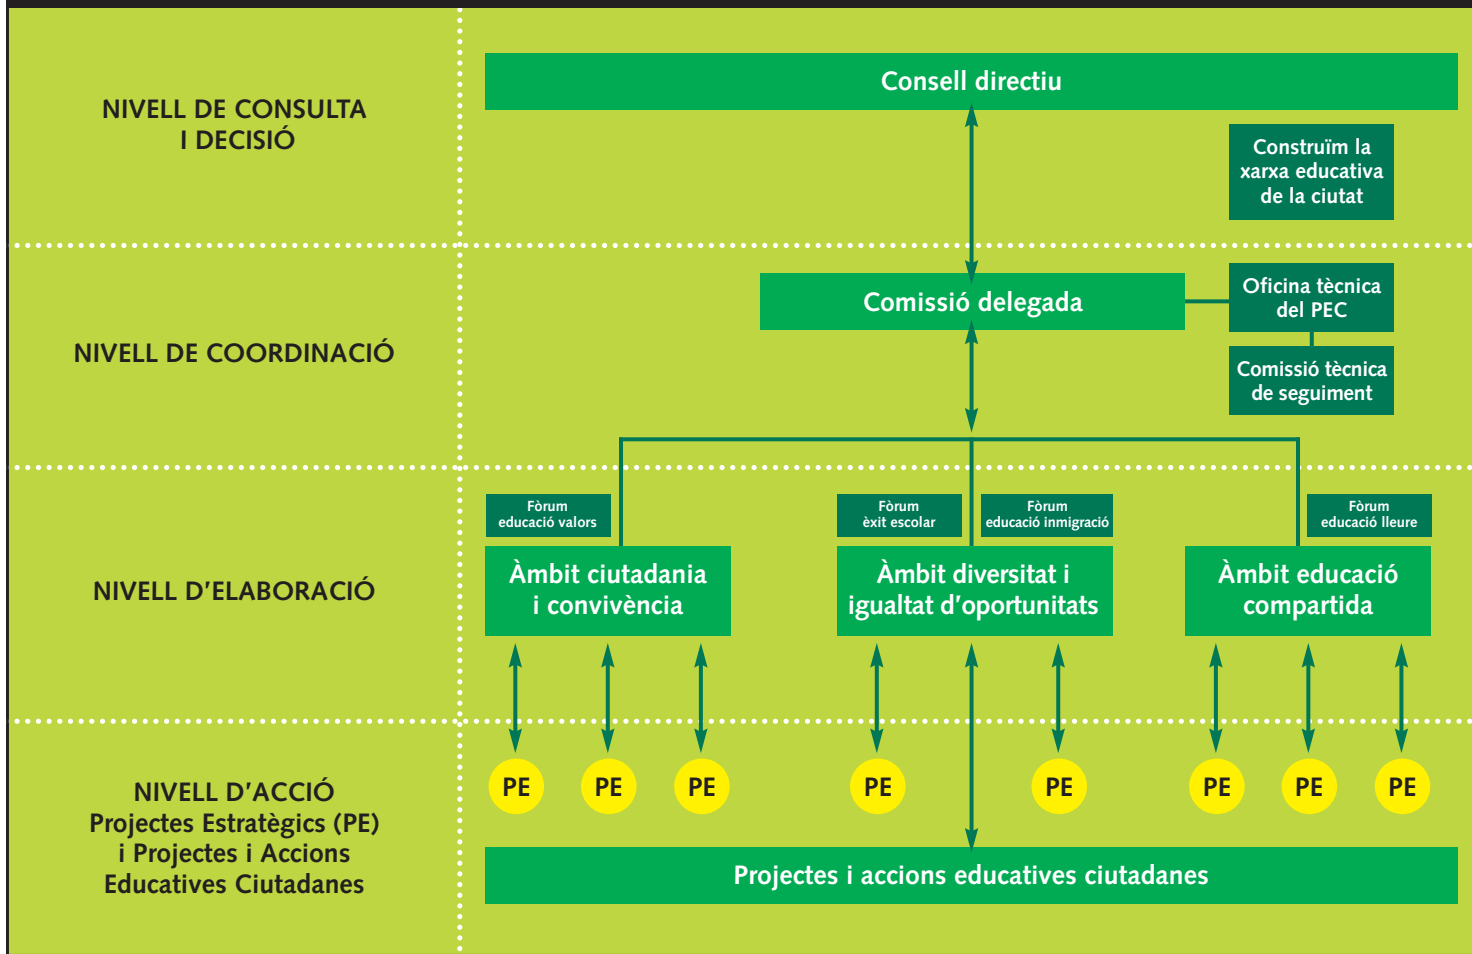 NIVELL DE CONSULTA
I DECISIÓ
Consell directiu
Construïm la
xarxa educativa
de la ciutat
NIVELL DE COORDINACIÓ
Comissió delegada
Oficina tècnica
del PEC
Comissió tècnica
de seguiment
NIVELL D'ELABORACIÓ
Fòrum
educació valors
Fòrum
èxit escolar
Fòrum
educació inmigració
Fòrum
educació lleure
Àmbit ciutadania
i convivència
Àmbit diversitat i
igualtat d'oportunitats
Àmbit educació
compartida
NIVELL D'ACCIÓ
Projectes Estratègics (PE)
i Projectes i Accions
Educatives Ciutadanes
PE
PE
PE
PE
PE
PE
PE
PE
Projectes i accions educatives ciutadanes